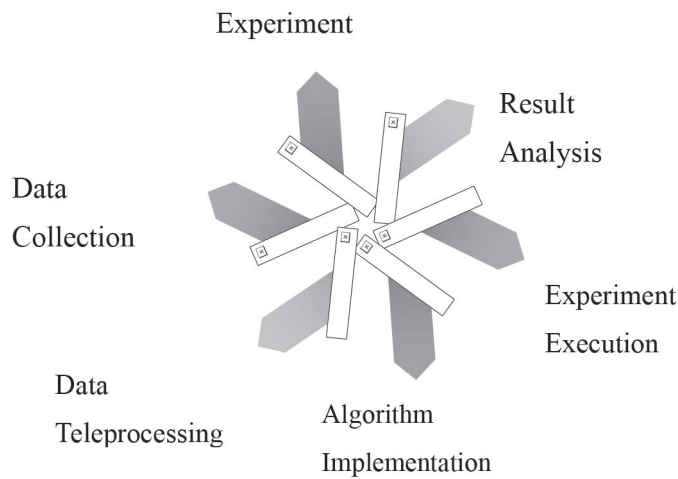 Experiment
Result
Analysis
Data
Collection
Experiment
Execution
Data
Teleprocessing
Algorithm
Implementation